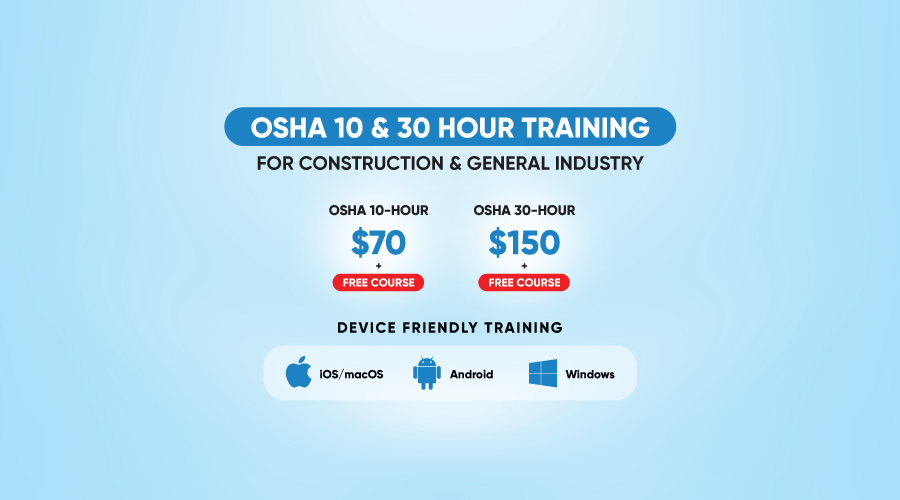 OSHA 10 & 30 HOUR TRAINING
FOR CONSTRUCTION & GENERAL INDUSTRY
OSHA 10-HOUR
$70
+
FREE COURSE
OSHA 30-HOUR
$150
+
FREE COURSE
DEVICE FRIENDLY TRAINING
iOS/macOS
Android
Windows